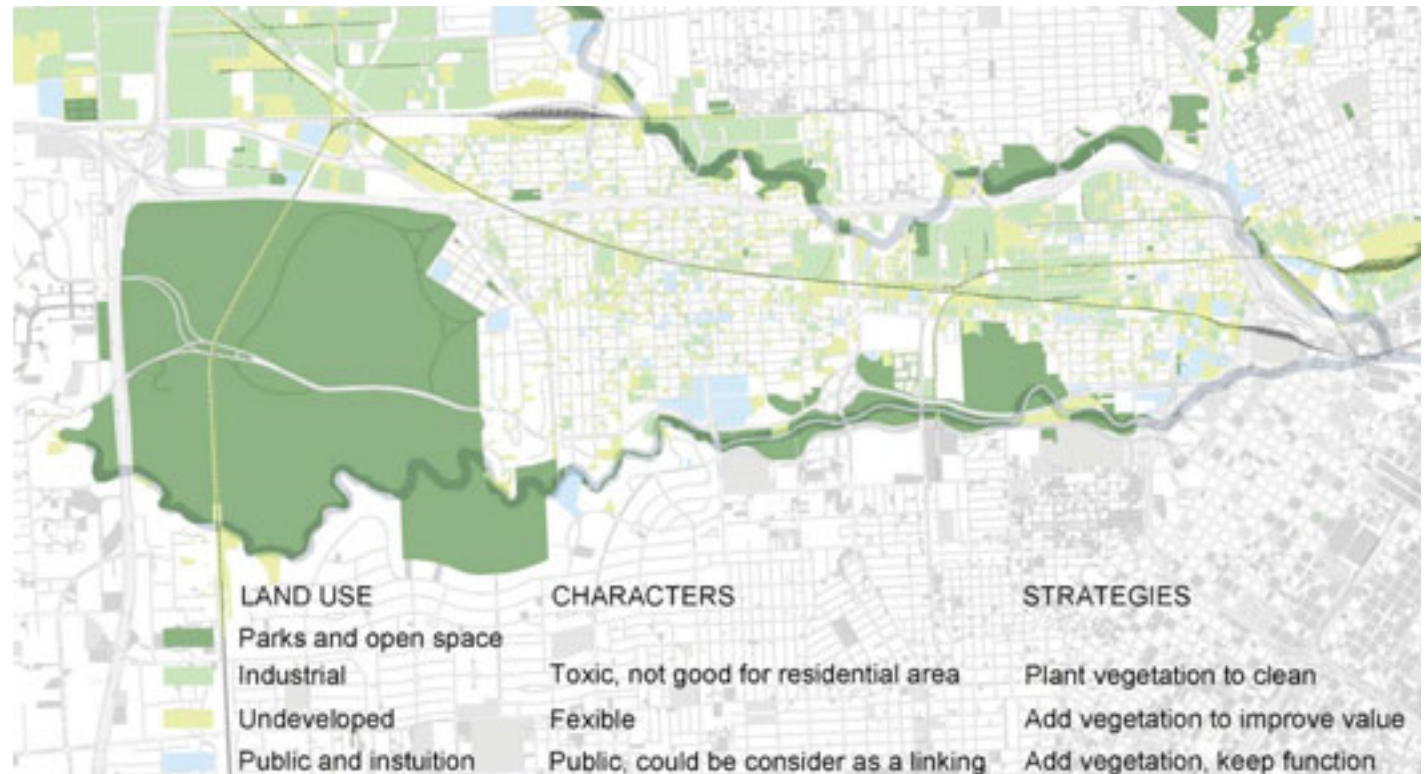 LAND USE CHARACTERS STRATEGIES
Parks and open space
Industrial Toxic, not good for residential area Plant vegetation to clean
Undeveloped Fexible Add vegetation to improve value
Public and instuition Public, could be consider as a linking Add vegetation, keep function